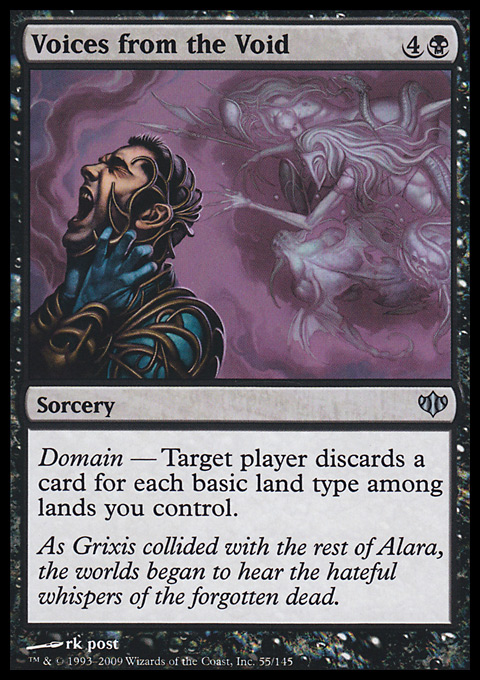 Voices from the Void 4
Sorcery
Domain — Target player discards a
card for each basic land type among
lands you control.
As Grixis collided with the rest of Alara,
the worlds began to hear the hateful
whispers of the forgotten dead.
rk post
™ & © 1993–2009 Wizards of the Coast, Inc. 55/145